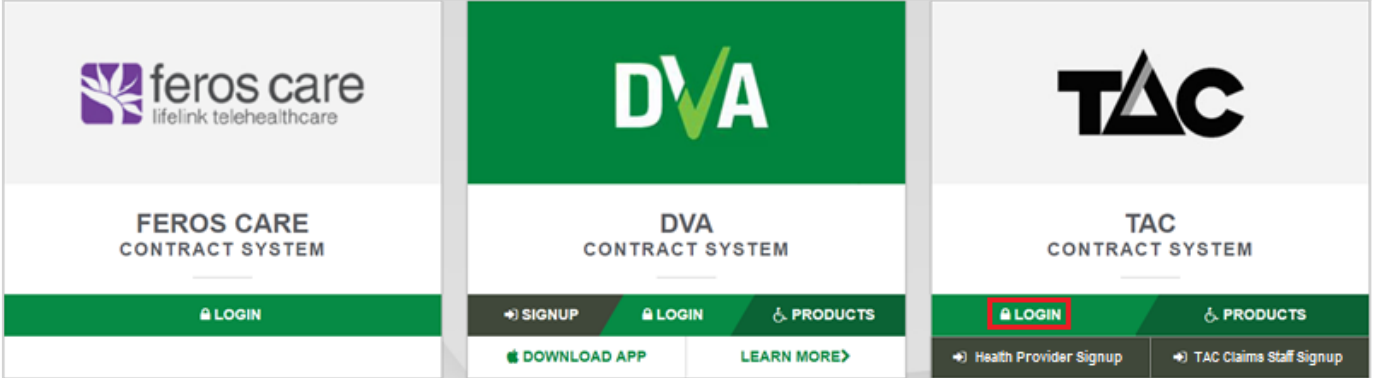 feros care
lifelink telehealthcare
FEROS CARE
CONTRACT SYSTEM
LOGIN
DVA
DVA
CONTRACT SYSTEM
SIGNUP
LOGIN
PRODUCTS
DOWNLOAD APP
LEARN MORE>
TAC
TAC
CONTRACT SYSTEM
LOGIN
PRODUCTS
Health Provider Signup
TAC Claims Staff Signup